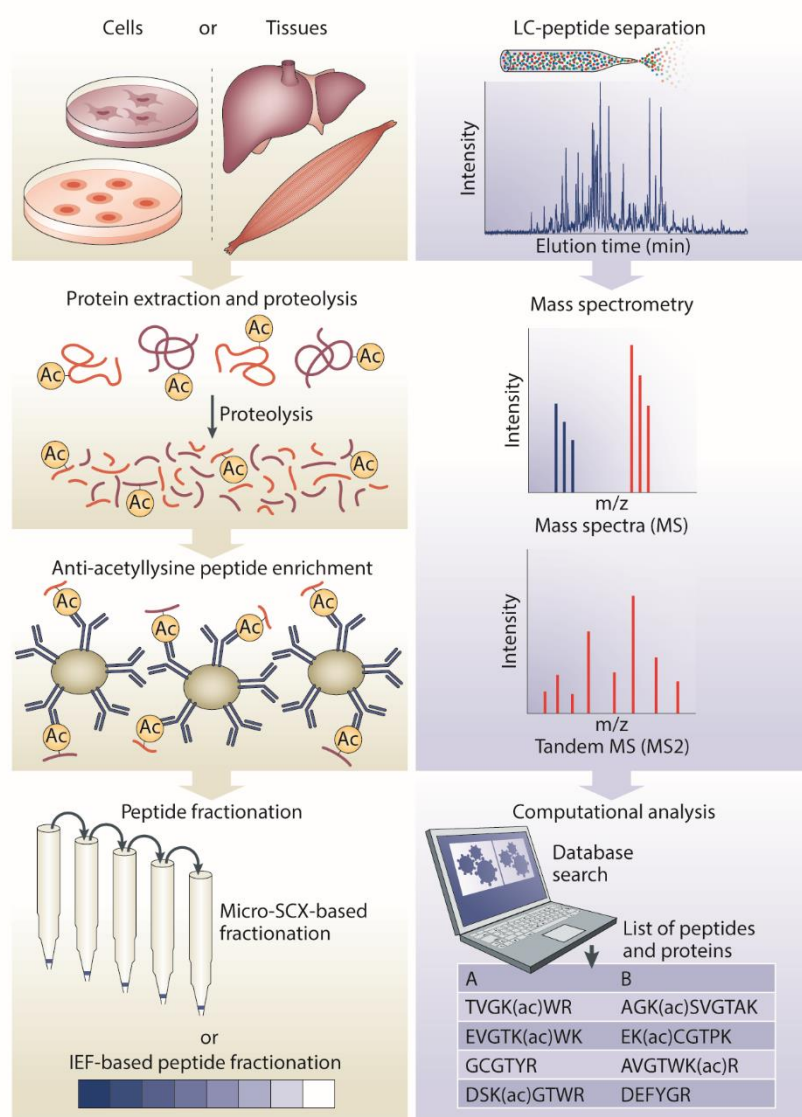 Cells or Tissues
Protein extraction and proteolysis
Ac
Ac
Ac
Ac
Proteolysis
Ac
Ac
Ac
Ac
Anti-acetyllysine peptide enrichment
Ac
Ac
Ac
Ac
Ac
Ac
Ac
Peptide fractionation
Micro-SCX-based
fractionation
or
IEF-based peptide fractionation
LC-peptide separation
Intensity
Elution time (min)
Mass spectrometry
Intensity
m/z
Mass spectra (MS)
Intensity
m/z
Tandem MS (MS2)
Computational analysis
Database
search
List of peptides
and proteins
A B
TVGK(ac)WR AGK(ac)SVGTAK
EVGTK(ac)WK EK(ac)CGTPK
GCGTYR AVGTWK(ac)R
DSK(ac)GTWR DEFYGR